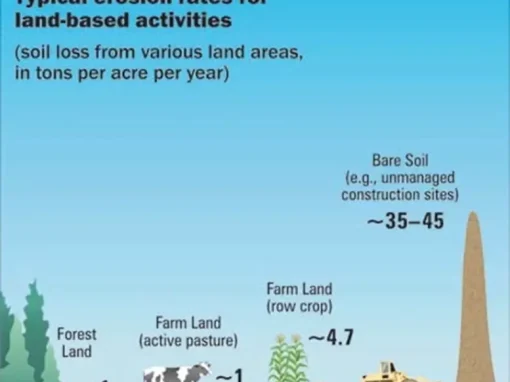 Typical erosion rates for
land-based activities
(soil loss from various land areas,
in tons per acre per year)
Bare Soil
(e.g., unmanaged
construction sites)
~35–45
Farm Land
(row crop)
~4.7
Farm Land
(active pasture)
~1
Forest
Land